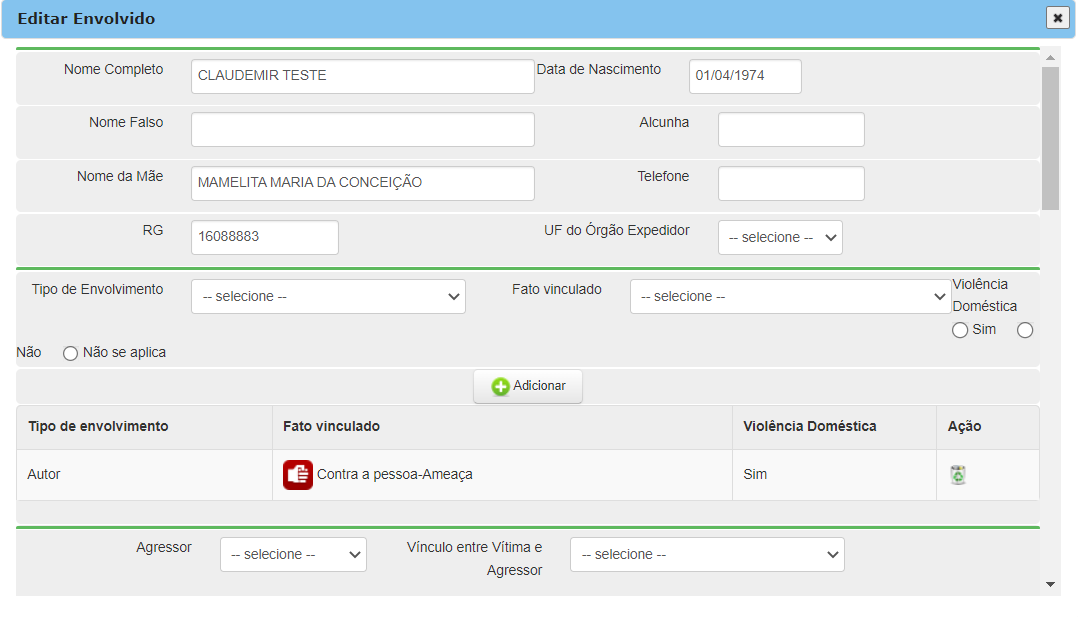 Editar Envolvido
Nome Completo CLAUDEMIR TESTE Data de Nascimento 01/04/1974
Nome Falso Alcunha
Nome da Mãe MAMELITA MARIA DA CONCEIÇÃO Telefone
RG 16088883 UF do Órgão Expedidor -- selecione --
Tipo de Envolvimento -- selecione -- Fato vinculado -- selecione -- Violência
Doméstica
Sim
Não Não se aplica
Adicionar
Tipo de envolvimento Fato vinculado Violência Doméstica Ação
Autor Contra a pessoa-Ameaça Sim
Agressor -- selecione -- Vínculo entre Vítima e -- selecione --
Agressor